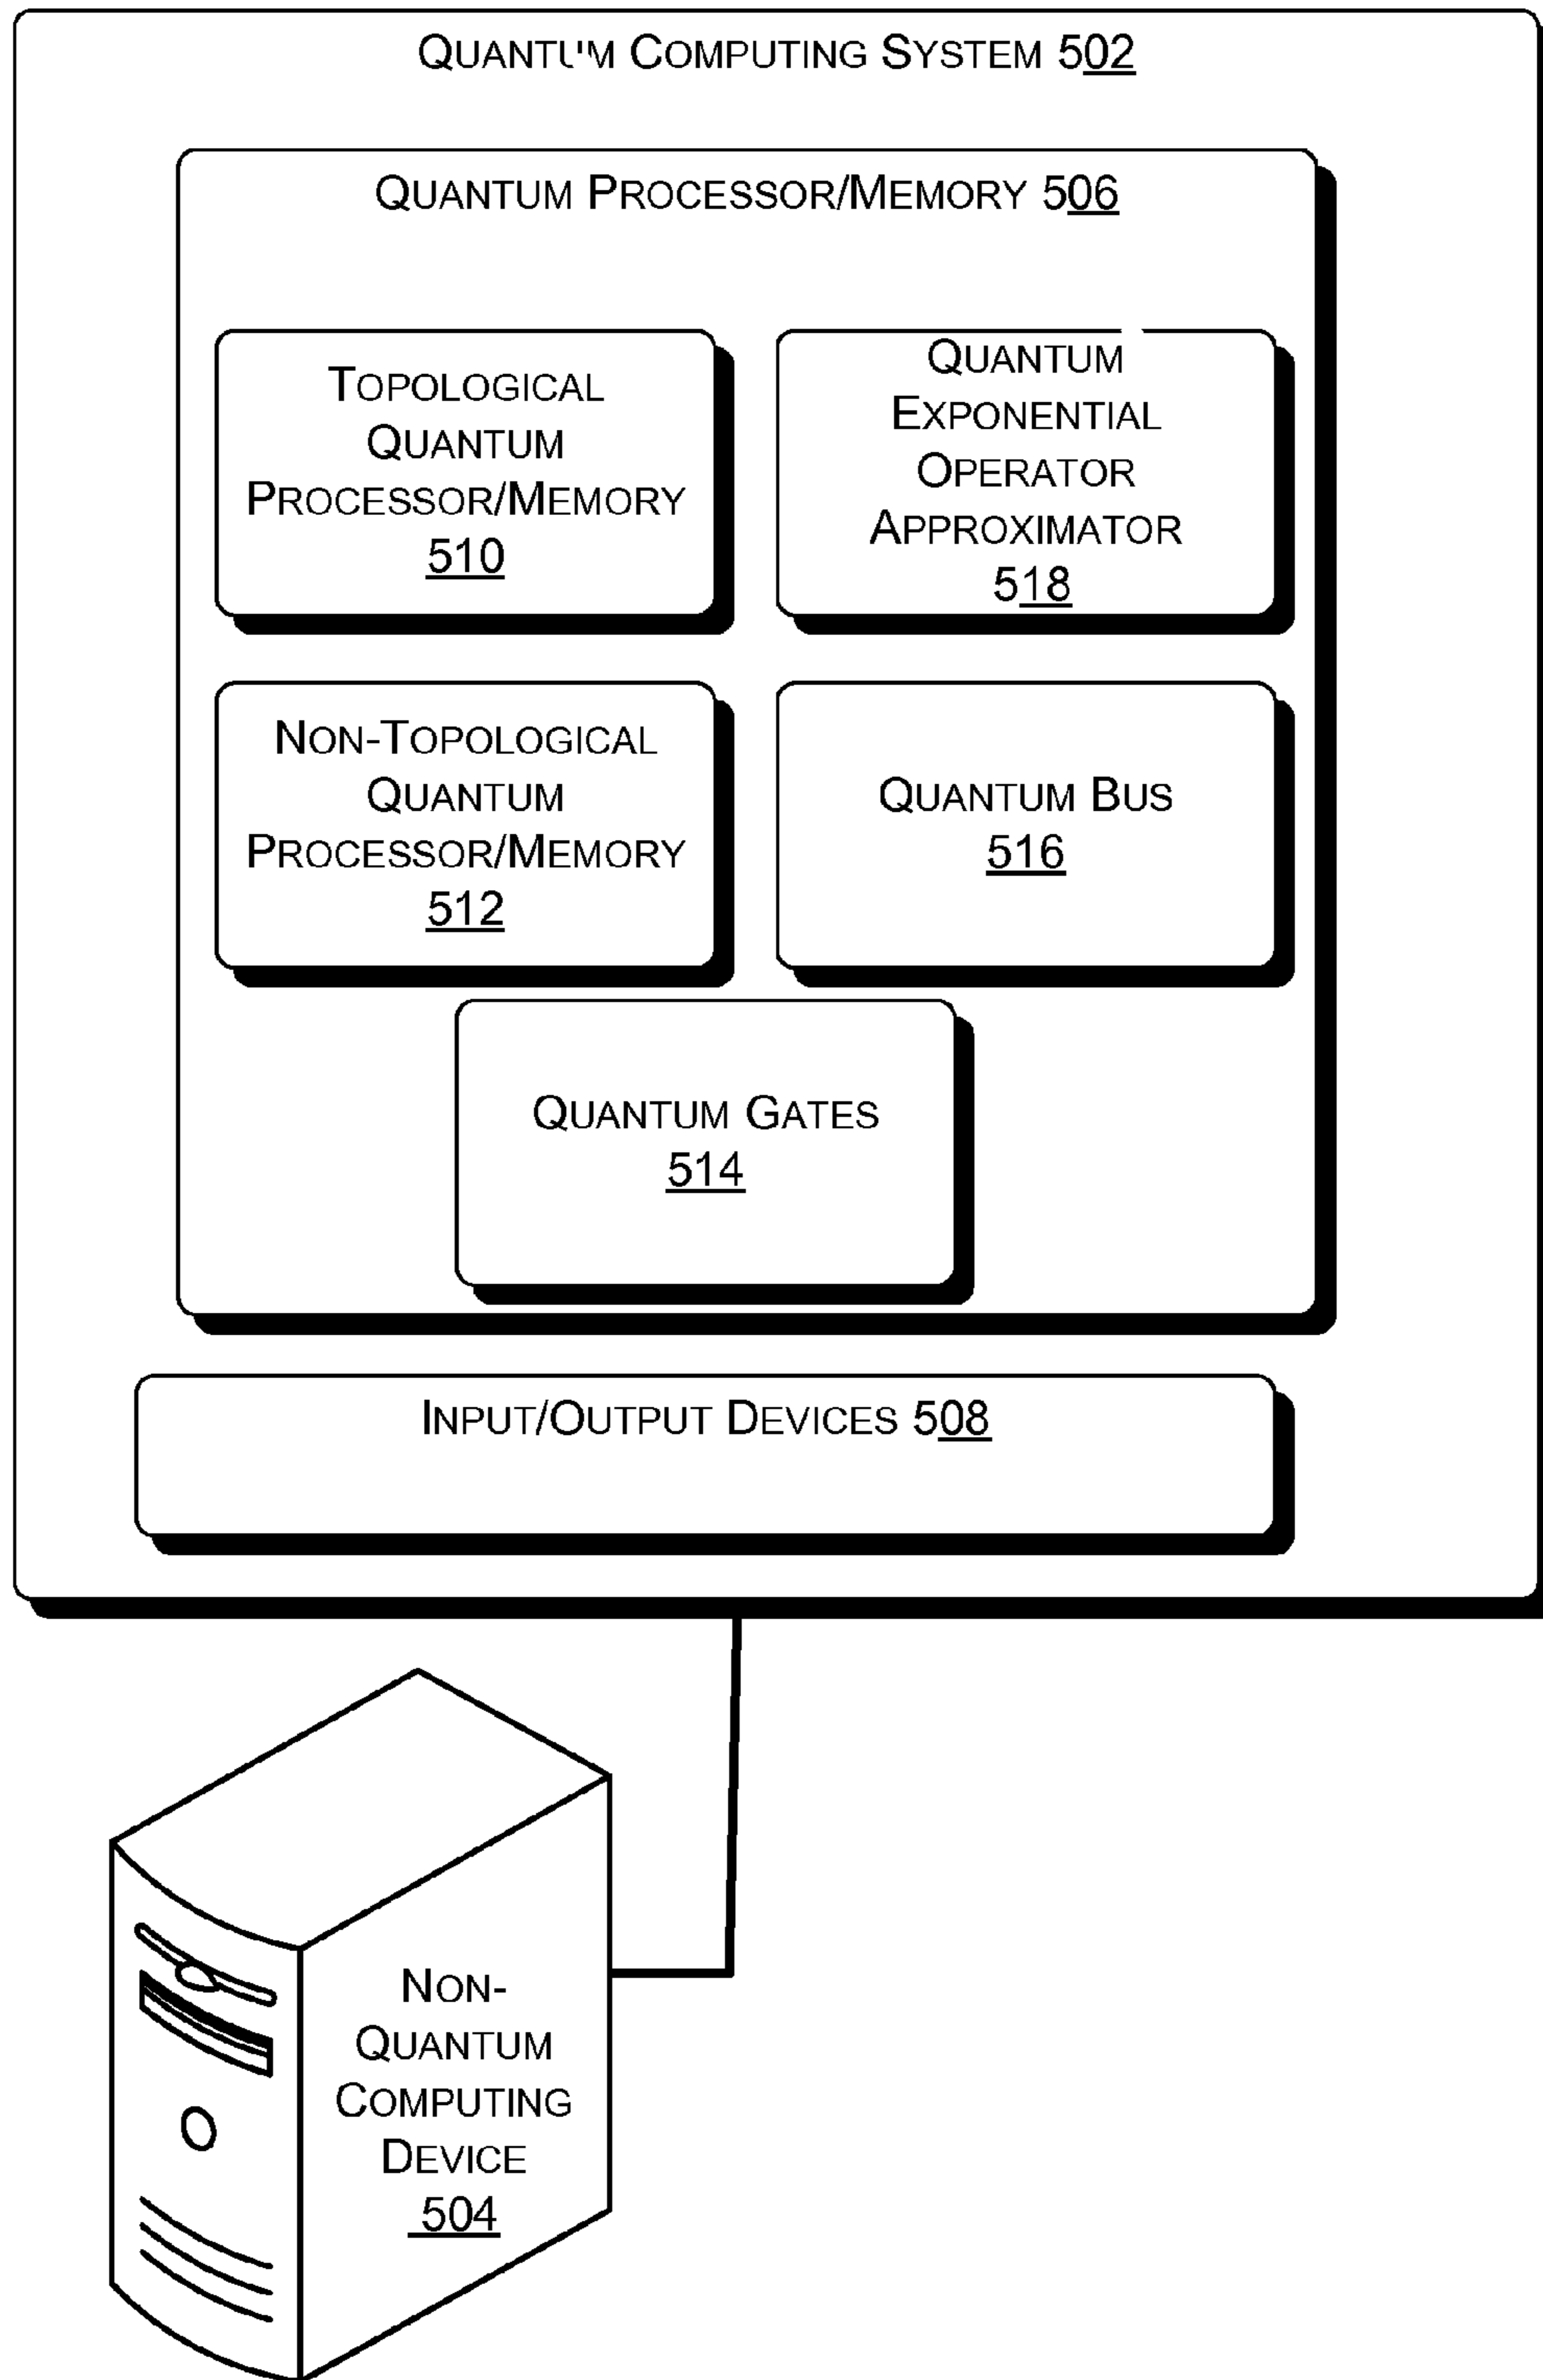 QUANTUM COMPUTING SYSTEM 502
QUANTUM PROCESSOR/MEMORY 506
TOPOLOGICAL
QUANTUM
PROCESSOR/MEMORY
510
QUANTUM
EXPONENTIAL
OPERATOR
APPROXIMATOR
518
NON-TOPOLOGICAL
QUANTUM
PROCESSOR/MEMORY
512
QUANTUM BUS
516
QUANTUM GATES
514
INPUT/OUTPUT DEVICES 508
NON-
QUANTUM
COMPUTING
DEVICE
504